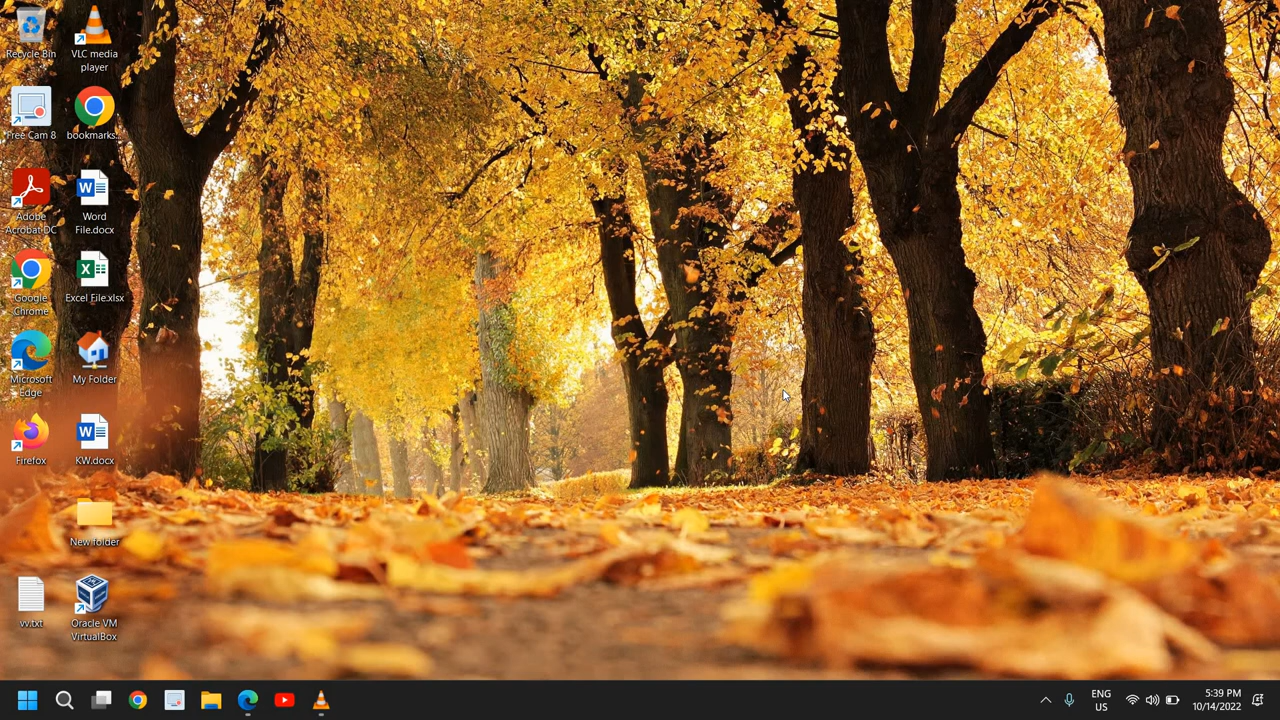 Recycle Bin
VLC media
player
Free Cam 8
bookmarks...
Adobe
Acrobat DC
Word
File.docx
Google
Chrome
Excel File.xlsx
Microsoft
Edge
My Folder
Firefox
KW.docx
New folder
vv.txt
Oracle VM
VirtualBox
ENG
US
5:39 PM
10/14/2022